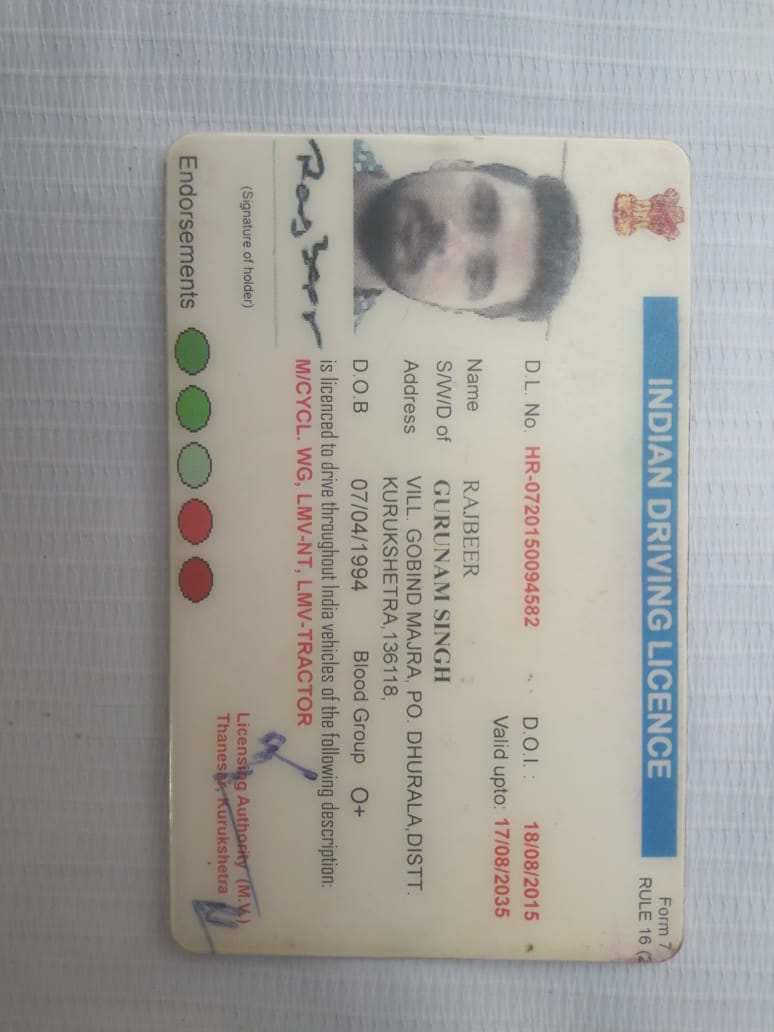 INDIAN DRIVING LICENCE
Form 7
RULE 16 (2
D.L. No. HR-0720150094582 D.O.I. : 18/08/2015
Valid upto: 17/08/2035
Name RAJBEER
S/W/D of GURUNAM SINGH
Address VILL. GOBIND MAJRA, PO. DHURALA,DISTT.
KURUKSHETRA,136118,
D.O.B 07/04/1994 Blood Group O+
is licenced to drive throughout India vehicles of the following description:
M/CYCL. WG, LMV-NT, LMV-TRACTOR
RajBeer
(Signature of holder)
Licensing Authority (M.V.)
Thanesar, Kurukshetra
Endorsements